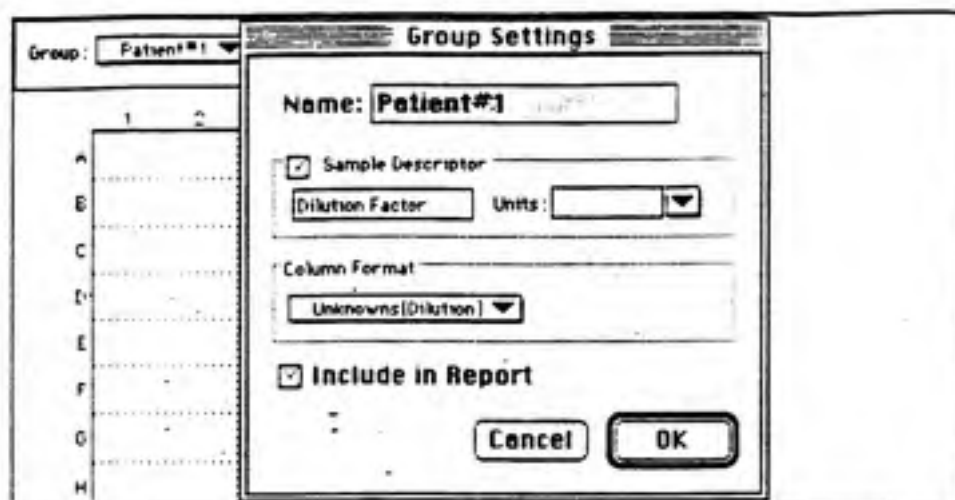 Group Settings
Group: Patient#1
Name: Patient#1
1 2
A
Sample Descriptor
B
Dilution Factor Units:
C
Column Format
D
Unknowns(Dilution)
E
Include in Report
F
G
Cancel OK
H